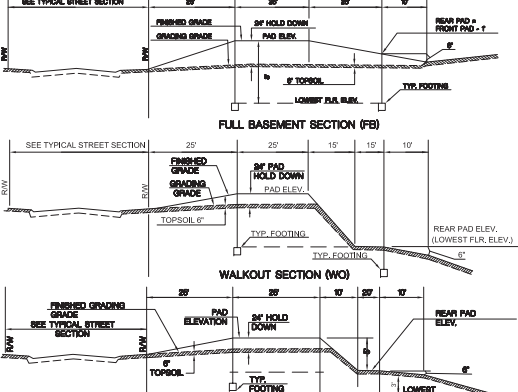 SEE TYPICAL STREET SECTION
25'
25'
25'
10'
R/W
R/W
FINISHED GRADE
GRADING GRADE
24" HOLD DOWN
PAD ELEV.
REAR PAD =
FRONT PAD - 1'
6"
6" TOPSOIL
LOWEST FLR. ELEV.
TYP. FOOTING
FULL BASEMENT SECTION (FB)
SEE TYPICAL STREET SECTION
25'
25'
15'
15'
10'
R/W
R/W
FINISHED
GRADE
24" PAD
HOLD DOWN
GRADING
GRADE
PAD ELEV.
TOPSOIL 6"
TYP. FOOTING
REAR PAD ELEV.
(LOWEST FLR. ELEV.)
TYP. FOOTING
6"
WALKOUT SECTION (WO)
25'
25'
10'
20'
10'
R/W
R/W
FINISHED GRADING
GRADE
PAD
ELEVATION
24" HOLD
DOWN
REAR PAD
ELEV.
SEE TYPICAL STREET
SECTION
6"
TOPSOIL
6"
TYP.
FOOTING
LOWEST